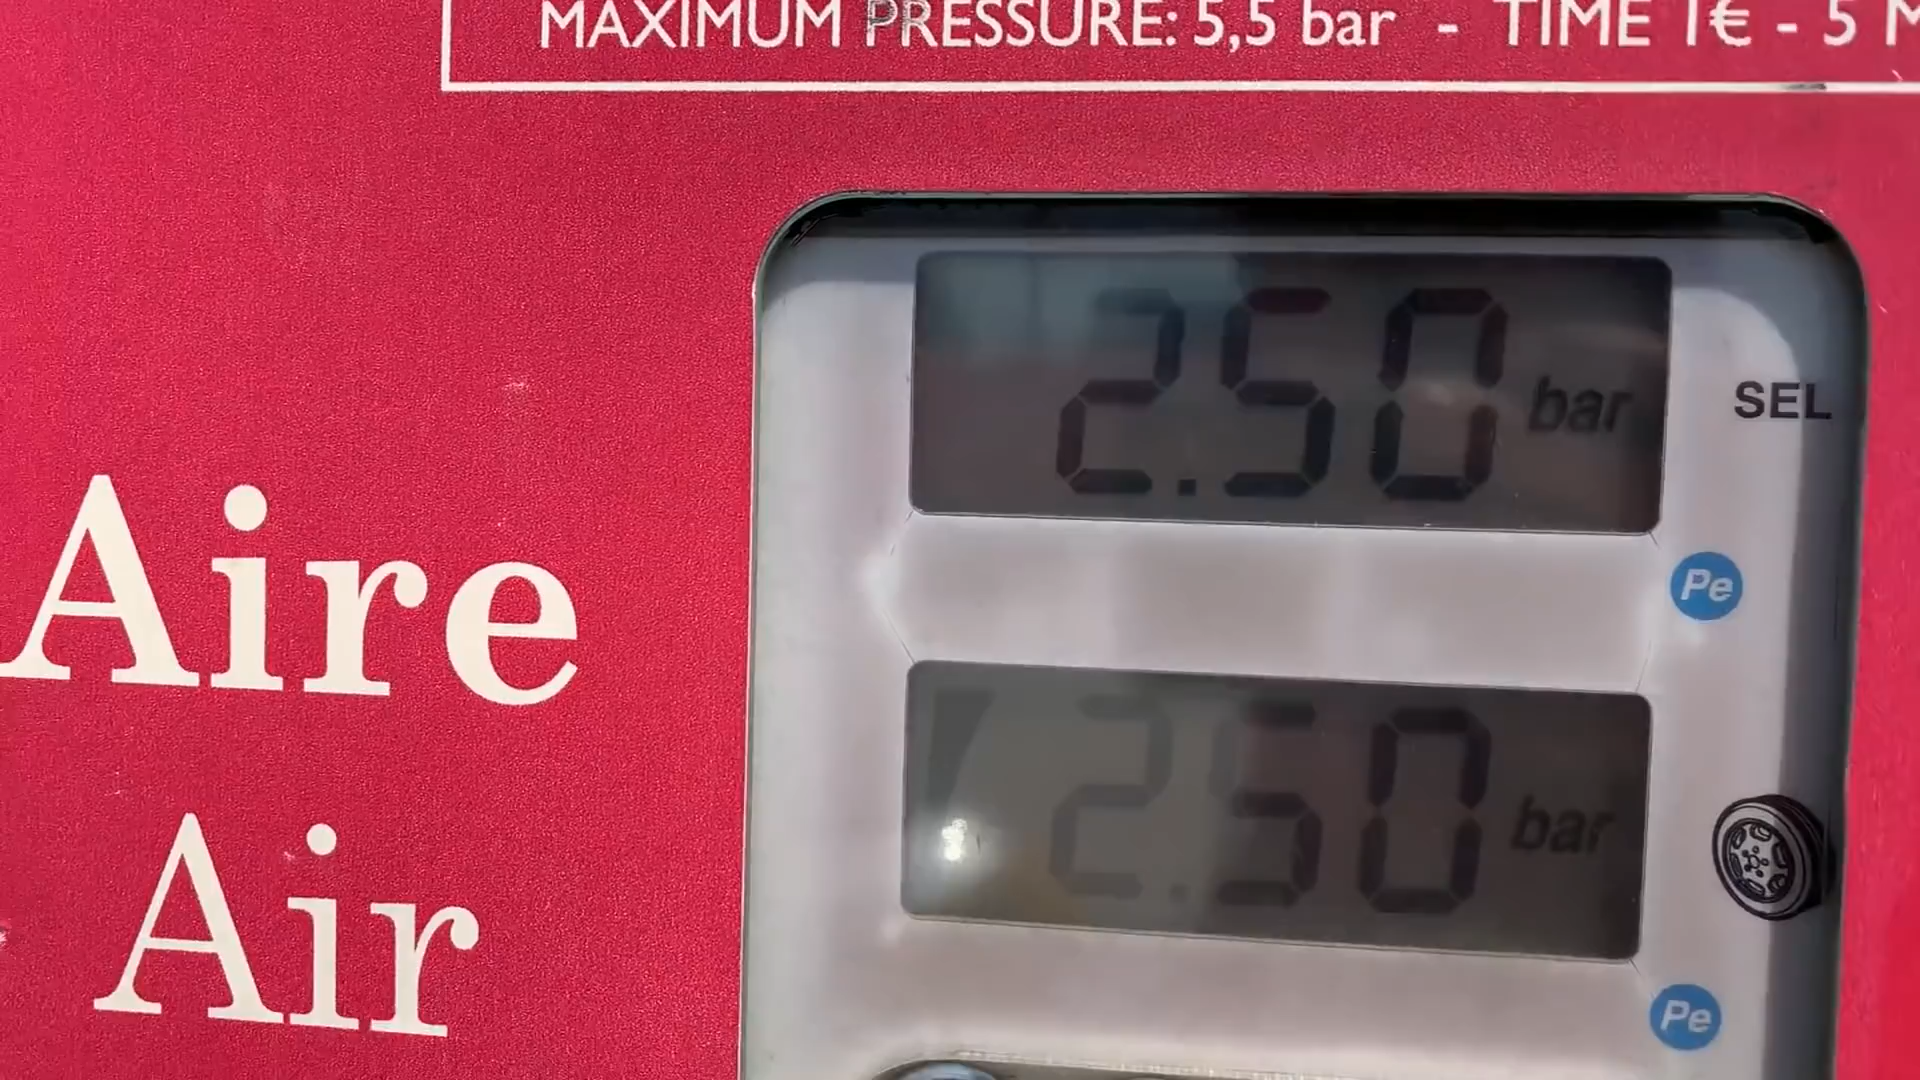 MAXIMUM PRESSURE: 5,5 bar - TIME 1€ - 5
2.50 bar
SEL
Pe
Aire
2.50 bar
Air
Pe